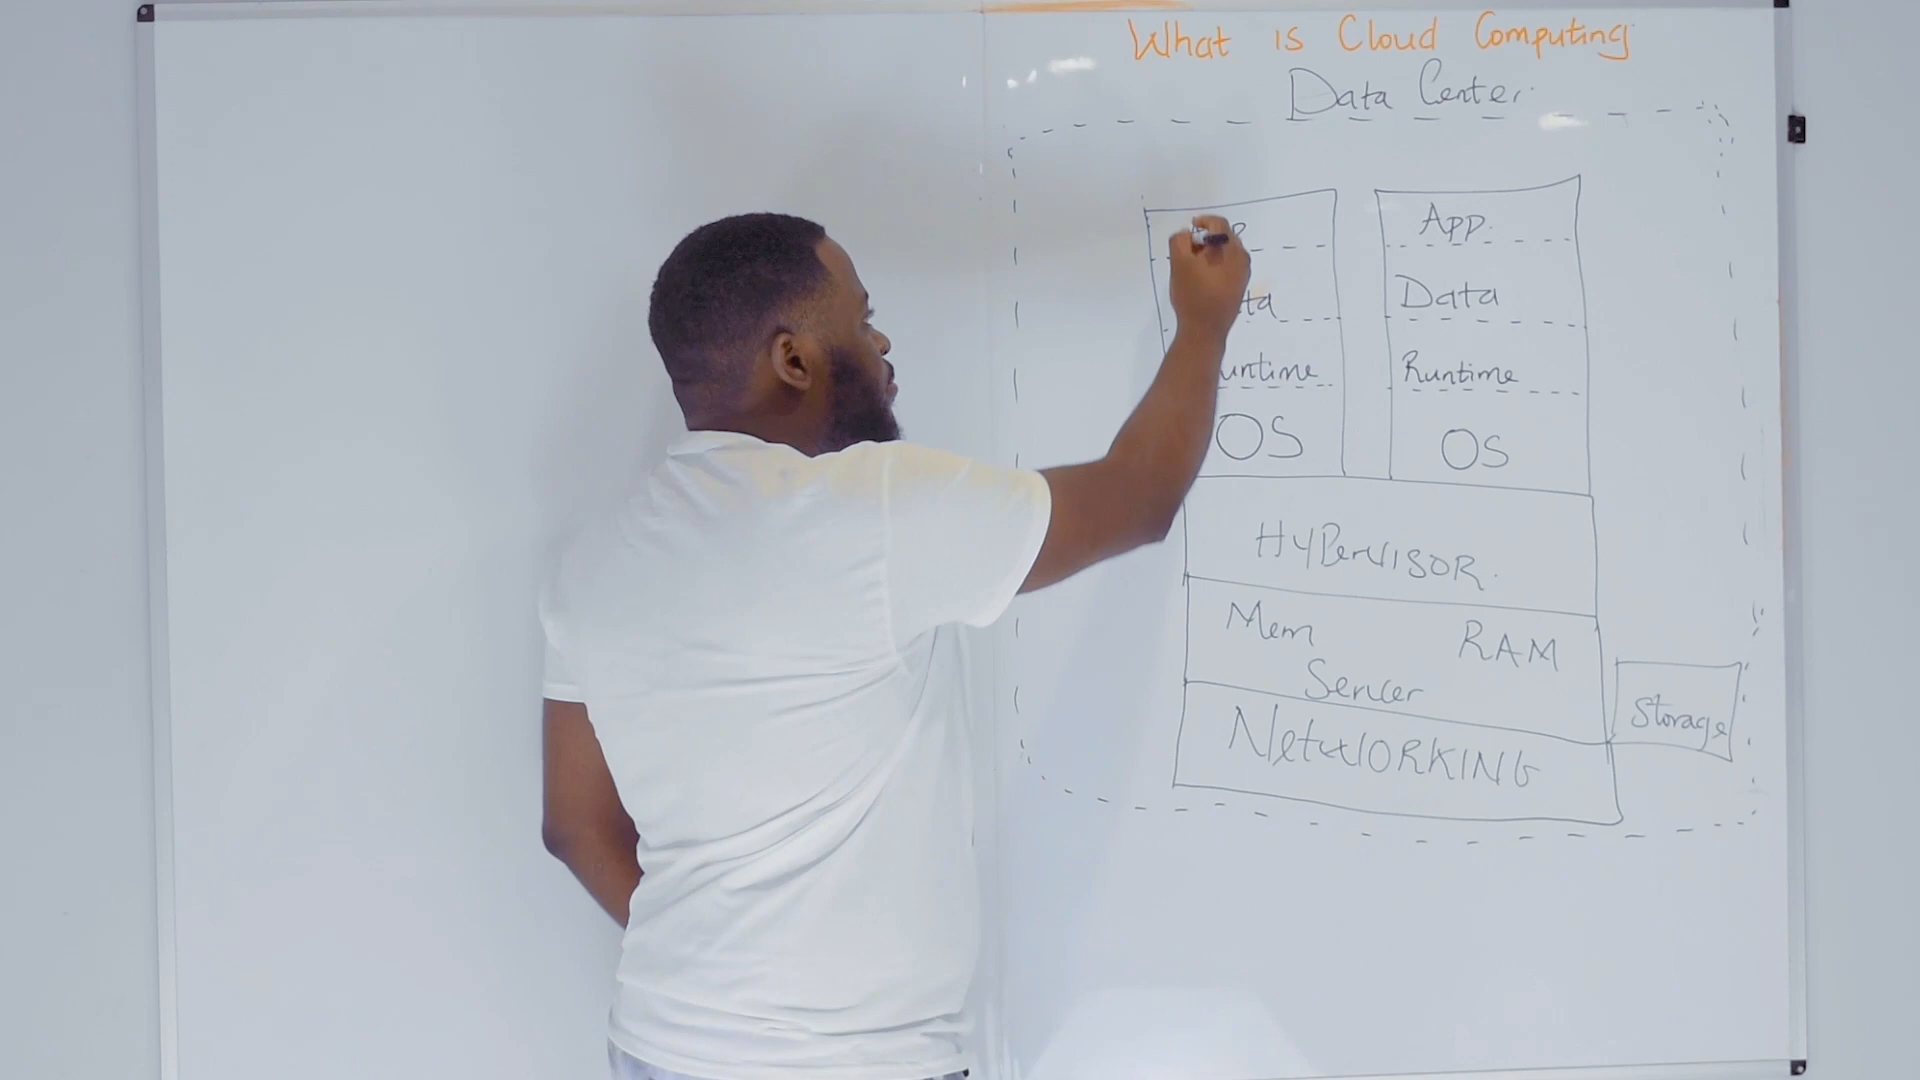 What is Cloud Computing
Data Center.
App.
Data
Runtime
OS
App.
Data
Runtime
OS
HyPervisor.
Mem
RAM
Server
NetwORKING
Storage